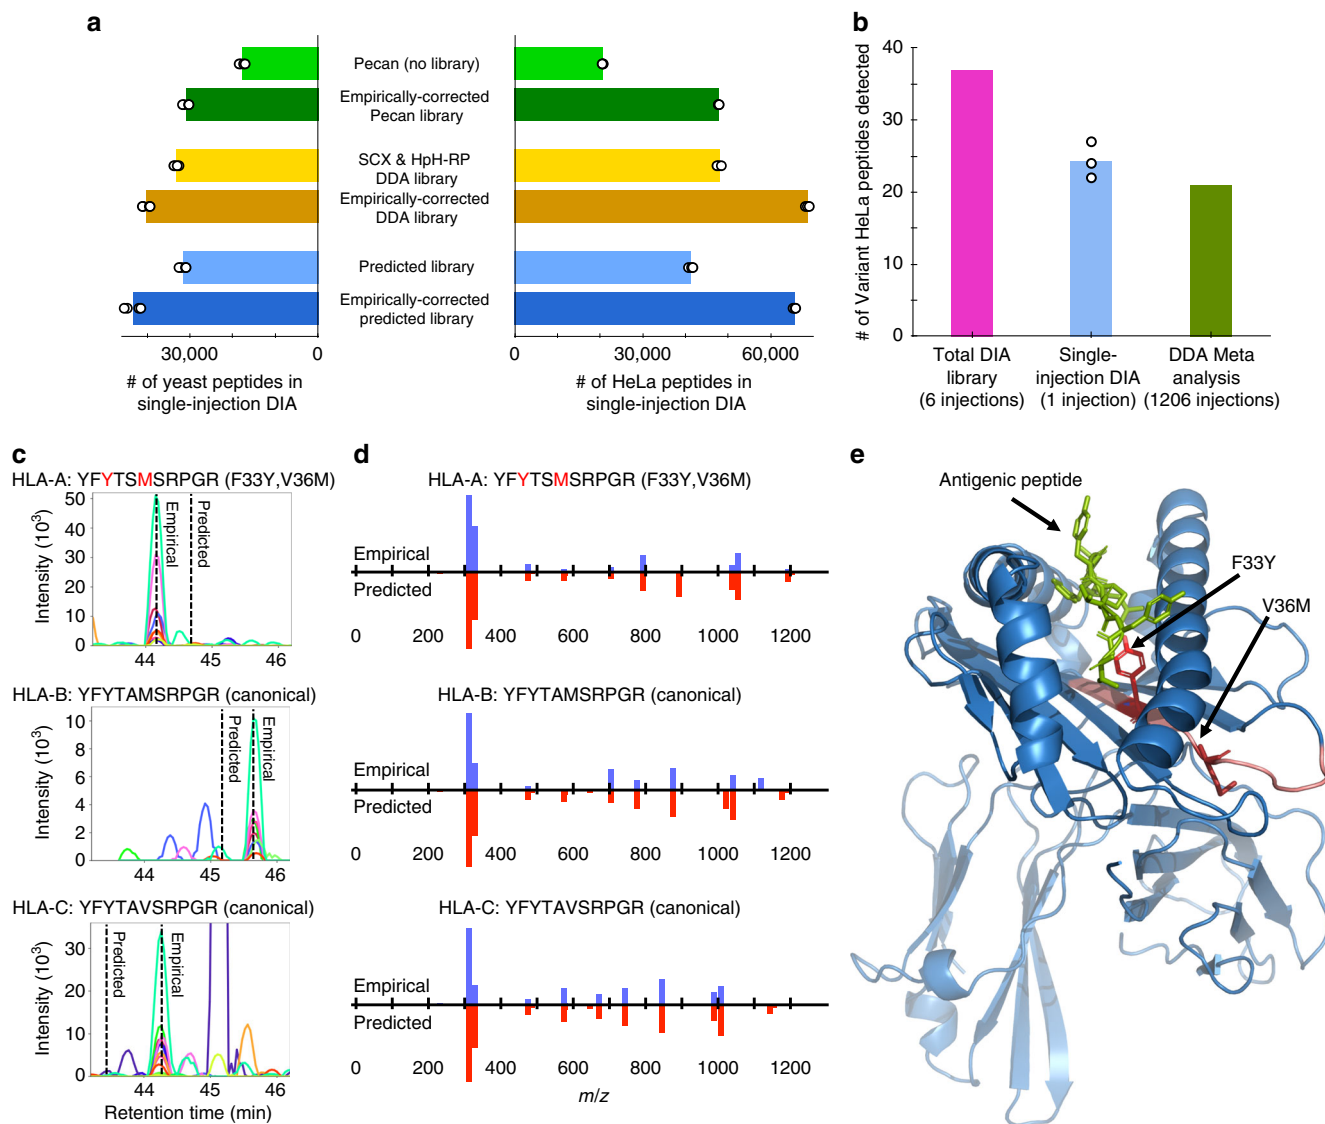 a
Pecan (no library)
Empirically-corrected
Pecan library
SCX & HpH-RP
DDA library
Empirically-corrected
DDA library
Predicted library
Empirically-corrected
predicted library
30,000 0
# of yeast peptides in
single-injection DIA
0 30,000 60,000
# of HeLa peptides in
single-injection DIA
b
# of Variant HeLa peptides detected
40
30
20
10
0
Total DIA
library
(6 injections)
Single-
injection DIA
(1 injection)
DDA Meta
analysis
(1206 injections)
c
HLA-A: YFYTSMSRPGR (F33Y,V36M)
Intensity (10³)
50
40
30
20
10
0
Empirical
Predicted
44 45 46
HLA-B: YFYTAMSRPGR (canonical)
Intensity (10³)
10
8
6
4
2
0
Predicted
Empirical
44 45 46
HLA-C: YFYTAVSRPGR (canonical)
Intensity (10³)
30
20
10
0
Predicted
Empirical
44 45 46
Retention time (min)
d
HLA-A: YFYTSMSRPGR (F33Y,V36M)
Empirical
Predicted
0 200 400 600 800 1000 1200
HLA-B: YFYTAMSRPGR (canonical)
Empirical
Predicted
0 200 400 600 800 1000 1200
HLA-C: YFYTAVSRPGR (canonical)
Empirical
Predicted
0 200 400 600 800 1000 1200
m/z
e
Antigenic peptide
F33Y
V36M